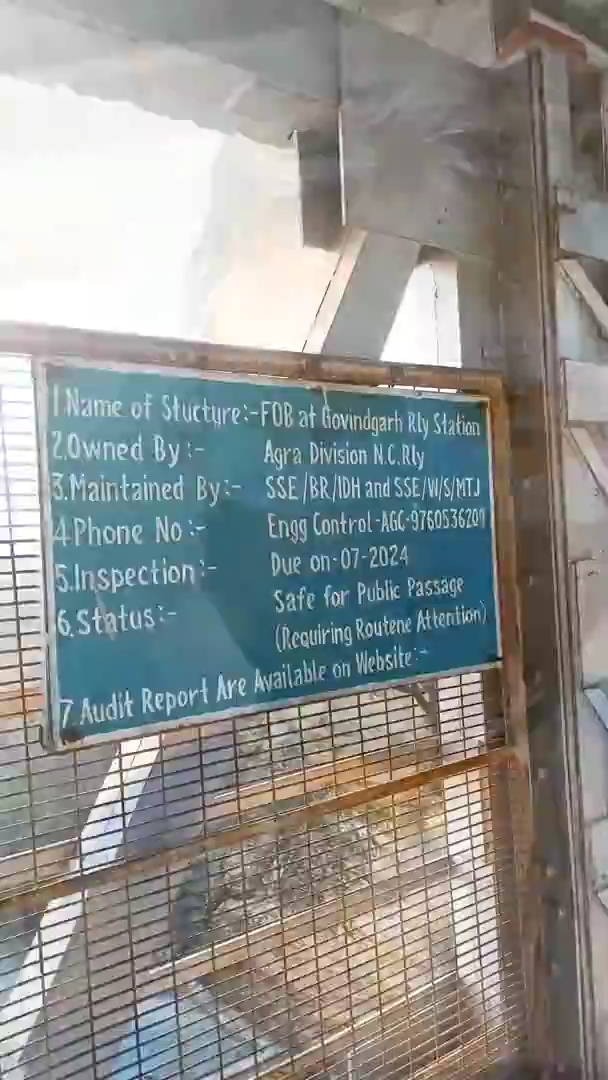 1.Name of Stucture:-FOB at Govindgarh Rly Station
2.Owned By :- Agra Division N.C.Rly
3.Maintained By:- SSE/BR/IDH and SSE/W/S/MTJ
4.Phone No :- Engg Control-AGC-9760536201
5.Inspection:- Due on-07-2024
6.Status:- Safe for Public Passage
(Requiring Routene Attention)
7.Audit Report Are Available on Website:-